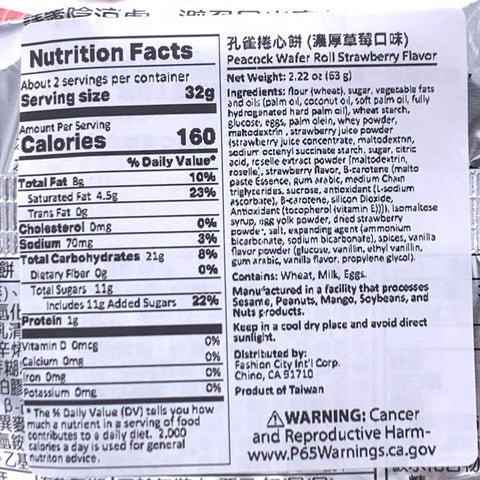 Nutrition Facts
About 2 servings per container
Serving size 32g
Amount Per Serving
Calories 160
% Daily Value*
Total Fat 8g 10%
Saturated Fat 4.5g 23%
Trans Fat 0g
Cholesterol 0mg 0%
Sodium 70mg 3%
Total Carbohydrates 21g 8%
Dietary Fiber 0g 0%
Total Sugars 11g
Includes 11g Added Sugars 22%
Protein 1g
Vitamin D 0mcg 0%
Calcium 0mg 0%
Iron 0mg 0%
Potassium 0mg 0%
* The % Daily Value (DV) tells you how
much a nutrient in a serving of food
contributes to a daily diet. 2,000
calories a day is used for general
nutrition advice.
孔雀捲心餅 (濃厚草莓口味)
Peacock Wafer Roll Strawberry Flavor
Net Weight: 2.22 oz (63 g)
Ingredients: flour (wheat), sugar, vegetable fats
and oils (palm oil, coconut oil, soft palm oil, fully
hydrogenated hard palm oil), wheat starch,
glucose, eggs, palm olein, whey powder,
maltodextrin , strawberry juice powder
(strawberry juice concentrate, maltodextrin,
sodium octenyl succinate starch, sugar, citric
acid, roselle extract powder (maltodextrin,
roselle), strawberry flavor, B-carotene (malto
paste Essence, gum arabic, medium Chain
triglycerides, sucrose, antioxidant (L-sodium
ascorbate), B-carotene, silicon Dioxide,
Antioxidant (tocopherol (vitamin E)))), Isomaltose
syrup, egg yolk powder, dried strawberry
powder, salt, expanding agent (ammonium
bicarbonate, sodium bicarbonate), spices, vanilla
flavor powder (glucose, vanillin, ethyl vanillin,
gum arabic, vanilla flavor, propylene glycol).
Contains: Wheat, Milk, Eggs.
Manufactured in a facility that processes
Sesame, Peanuts, Mango, Soybeans, and
Nuts products.
Keep in a cool dry place and avoid direct
sunlight.
Distributed by:
Fashion City Int'l Corp.
Chino, CA 91710
Product of Taiwan
⚠WARNING: Cancer
and Reproductive Harm-
www.P65Warnings.ca.gov